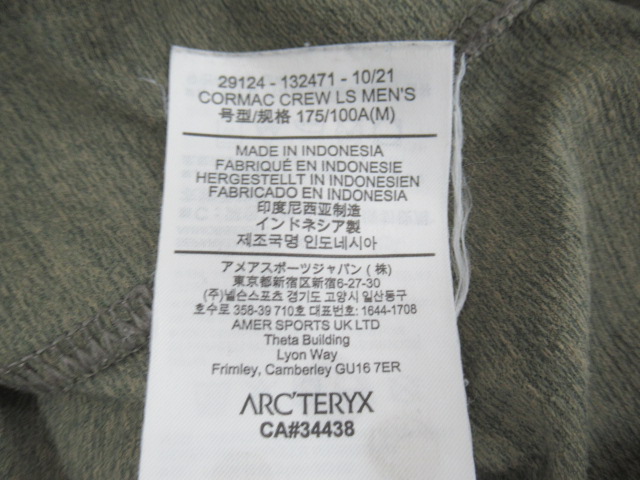 29124 - 132471 - 10/21
CORMAC CREW LS MEN'S
号型/规格 175/100A(M)
MADE IN INDONESIA
FABRIQUÉ EN INDONESIE
HERGESTELLT IN INDONESIEN
FABRICADO EN INDONESIA
印度尼西亚制造
インドネシア製
제조국명 인도네시아
アメアスポーツジャパン (株)
東京都新宿区新宿6-27-30
(주)넬슨스포츠 경기도 고양시 일산동구
호수로 358-39 710호 대표번호: 1644-1708
AMER SPORTS UK LTD
Theta Building
Lyon Way
Frimley, Camberley GU16 7ER
ARC'TERYX
CA#34438